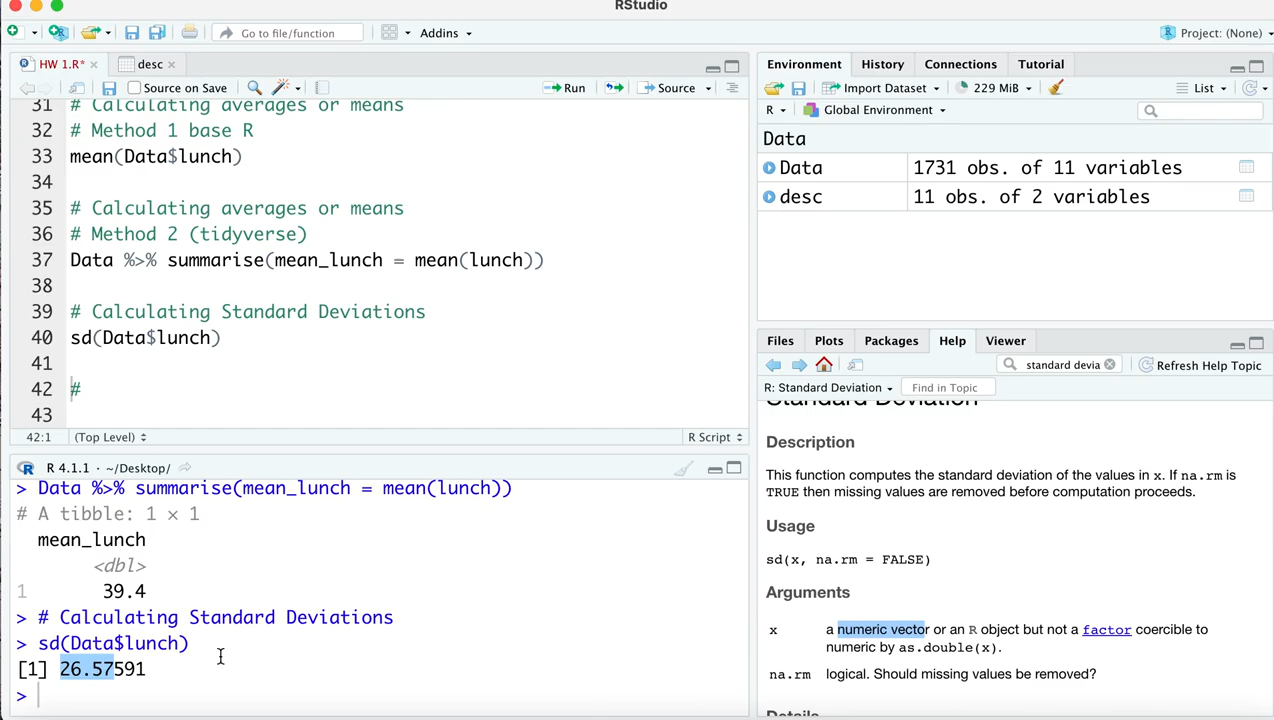 RStudio
Go to file/function
Addins
Project: (None)
HW 1.R*
desc
Source on Save
Run
Source
31 # Calculating averages or means
32 # Method 1 base R
33 mean(Data$lunch)
34
35 # Calculating averages or means
36 # Method 2 (tidyverse)
37 Data %>% summarise(mean_lunch = mean(lunch))
38
39 # Calculating Standard Deviations
40 sd(Data$lunch)
41
42 #
43
42:1 (Top Level) R Script
R 4.1.1 · ~/Desktop/
> Data %>% summarise(mean_lunch = mean(lunch))
# A tibble: 1 × 1
mean_lunch
<dbl>
1 39.4
> # Calculating Standard Deviations
> sd(Data$lunch)
[1] 26.57591
>
Environment History Connections Tutorial
Import Dataset 229 MiB List
R Global Environment
Data
Data 1731 obs. of 11 variables
desc 11 obs. of 2 variables
Files Plots Packages Help Viewer
standard devia Refresh Help Topic
R: Standard Deviation Find in Topic
Standard Deviation
Description
This function computes the standard deviation of the values in x. If na.rm is
TRUE then missing values are removed before computation proceeds.
Usage
sd(x, na.rm = FALSE)
Arguments
x a numeric vector or an R object but not a factor coercible to
numeric by as.double(x).
na.rm logical. Should missing values be removed?
Details